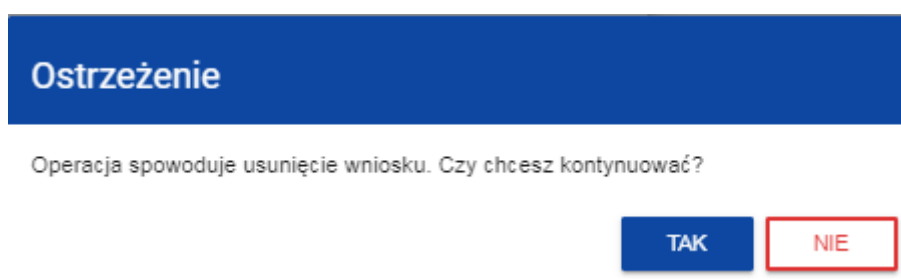 Ostrzeżenie
Operacja spowoduje usunięcie wniosku. Czy chcesz kontynuować?
TAK NIE